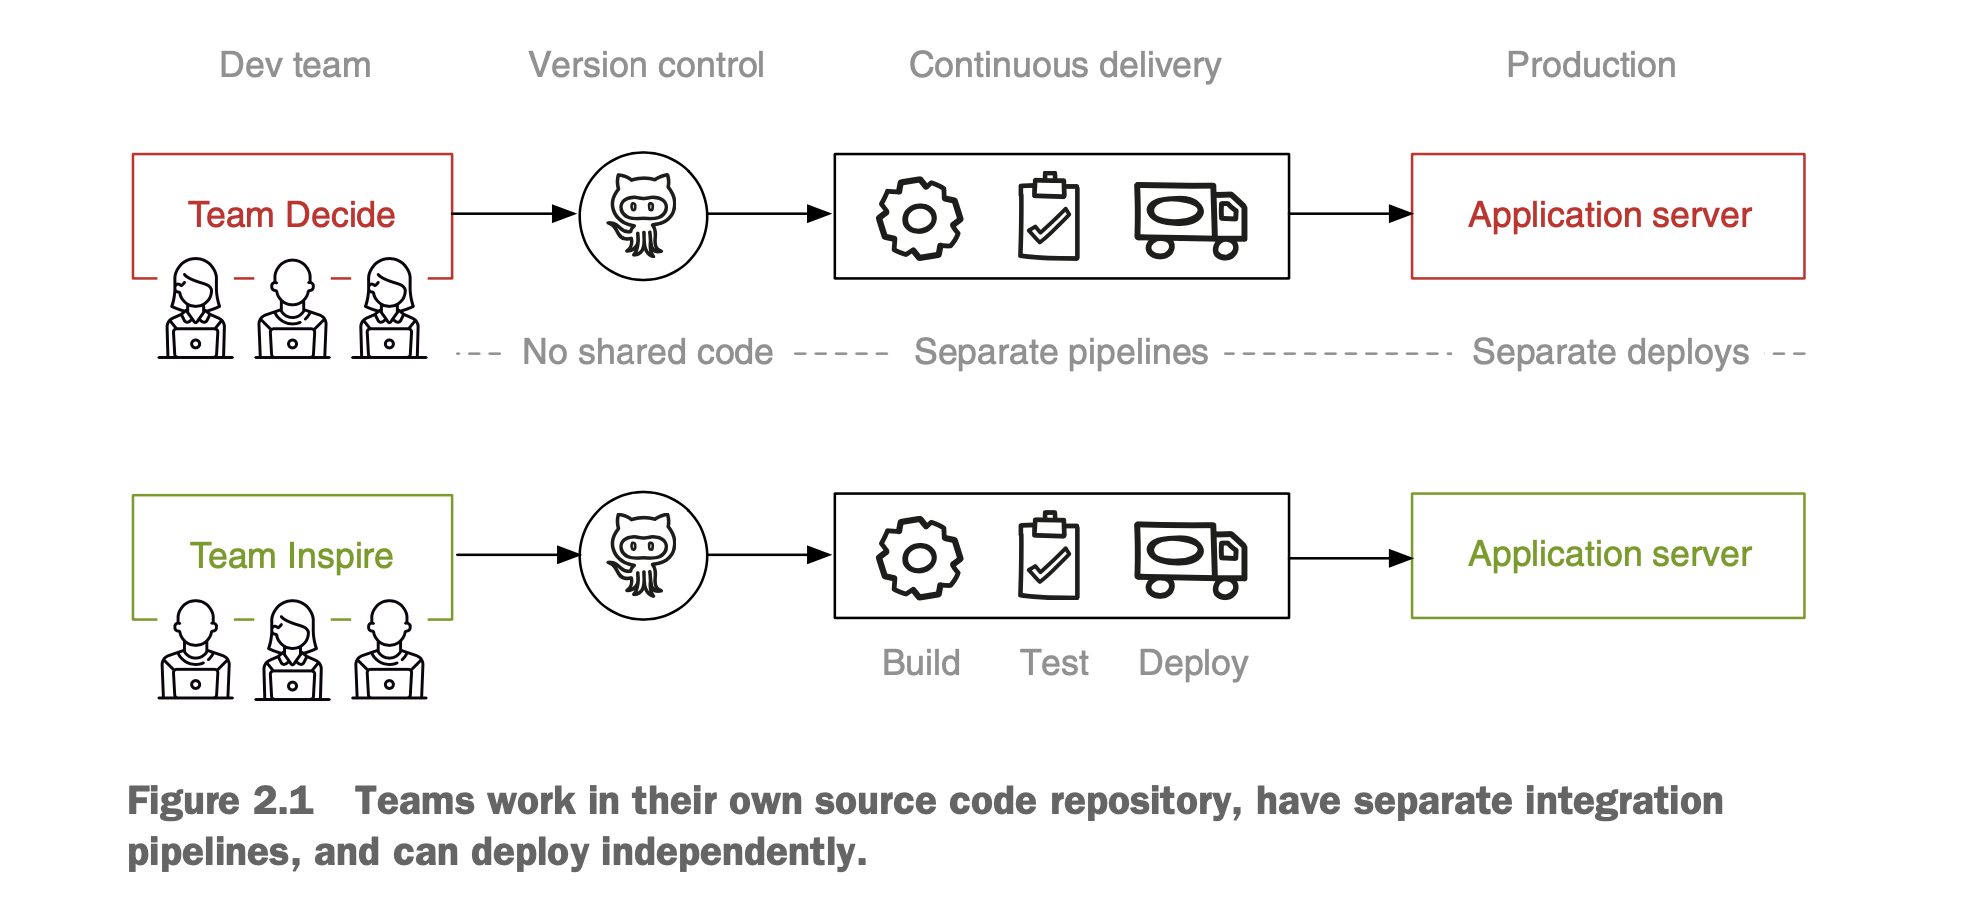 Dev team
Version control
Continuous delivery
Production
Team Decide
Application server
No shared code
Separate pipelines
Separate deploys
Team Inspire
Application server
Build
Test
Deploy
Figure 2.1 Teams work in their own source code repository, have separate integration
pipelines, and can deploy independently.